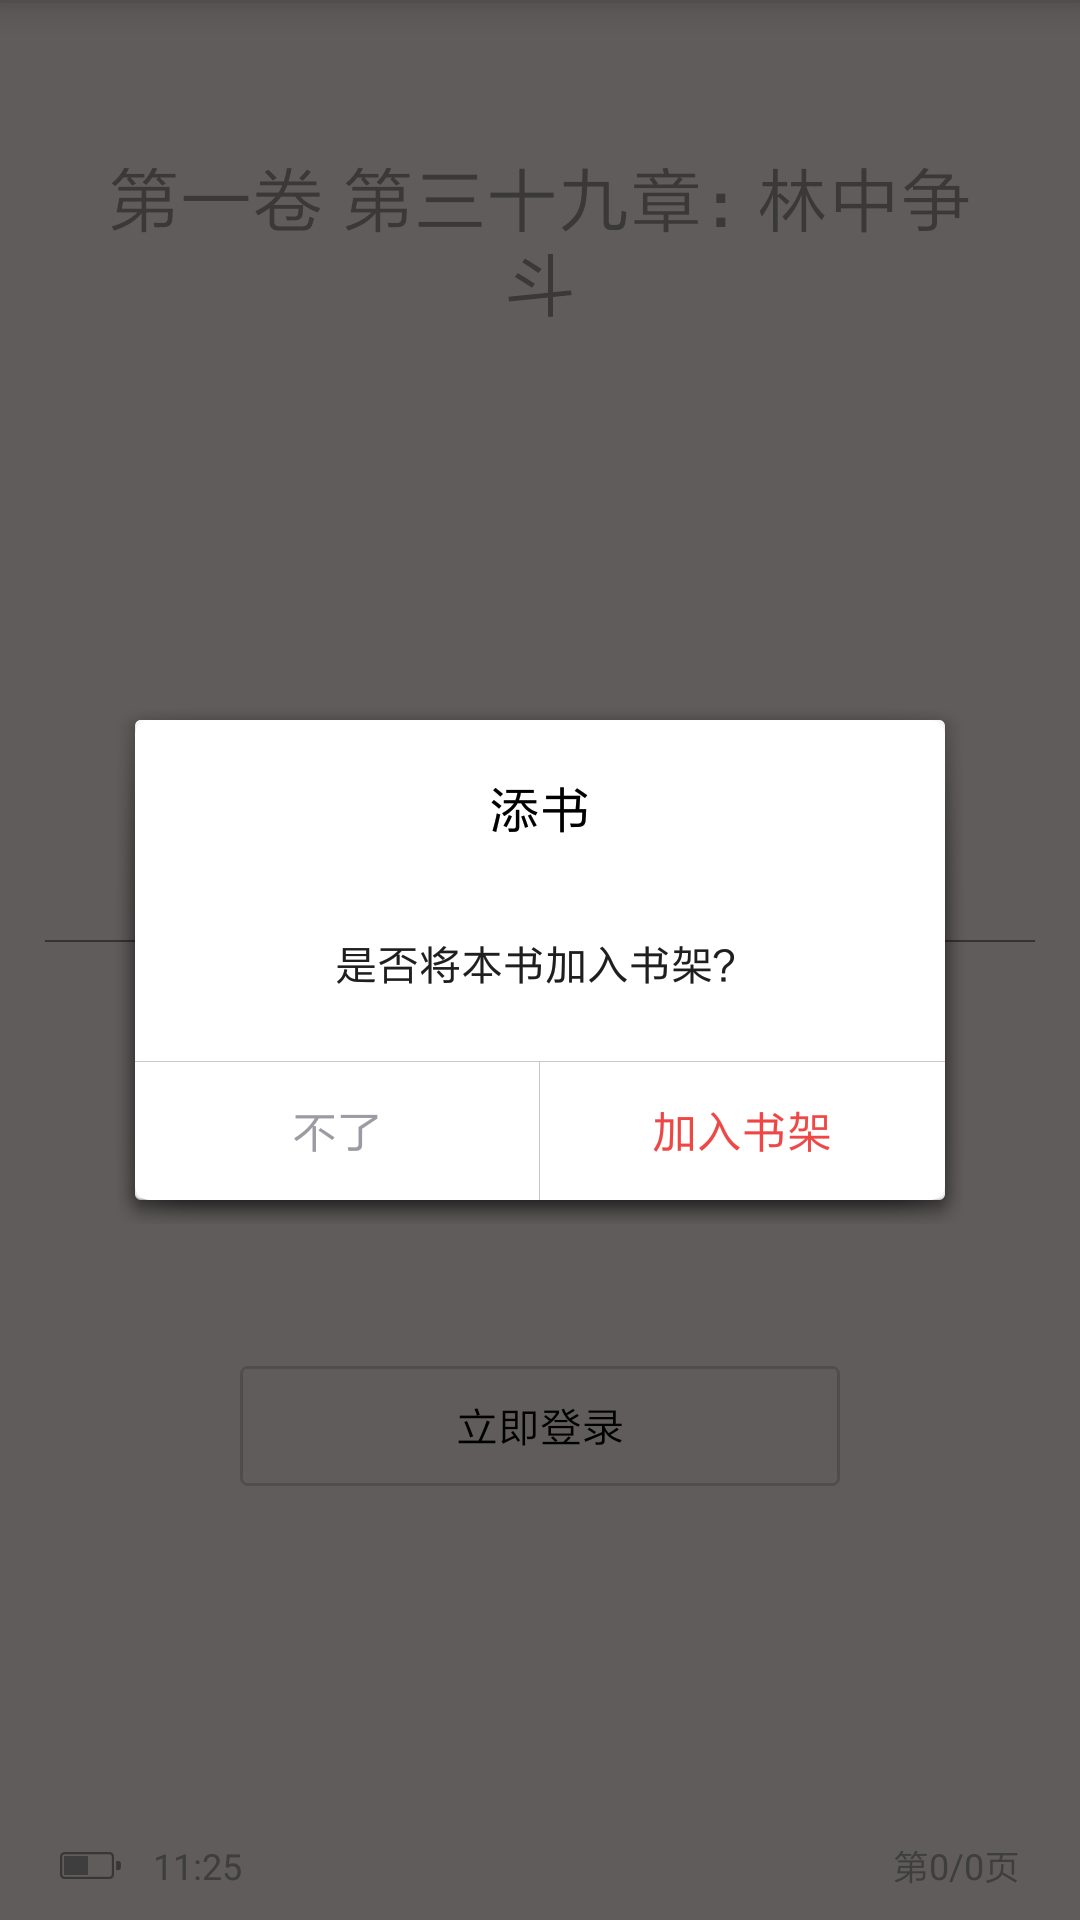 第一卷 第三十九章：林中争
斗
添书
是否将本书加入书架?
不了
加入书架
立即登录
11:25
第0/0页